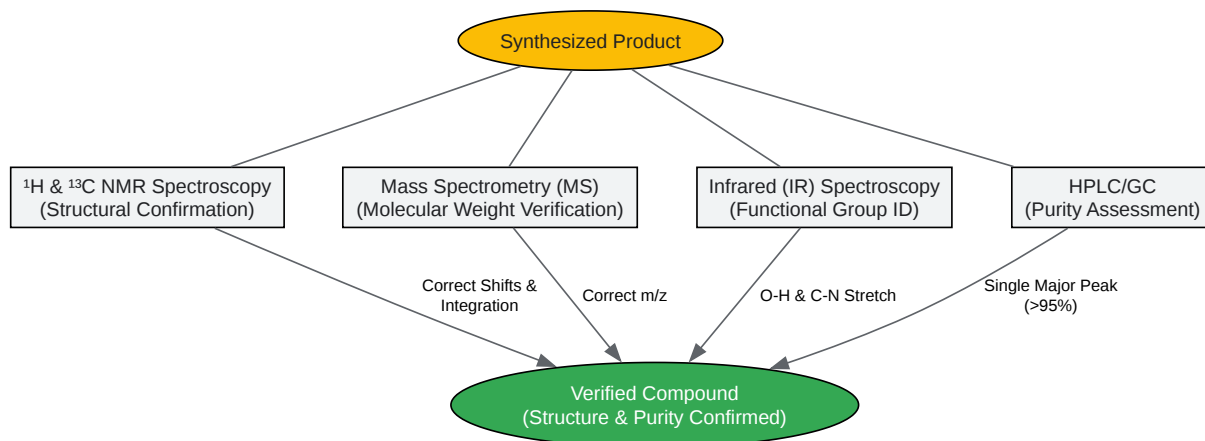 Synthesized Product
¹H & ¹³C NMR Spectroscopy
(Structural Confirmation)
Mass Spectrometry (MS)
(Molecular Weight Verification)
Infrared (IR) Spectroscopy
(Functional Group ID)
HPLC/GC
(Purity Assessment)
Correct Shifts &
Integration
Correct m/z
O-H & C-N Stretch
Single Major Peak
(>95%)
Verified Compound
(Structure & Purity Confirmed)